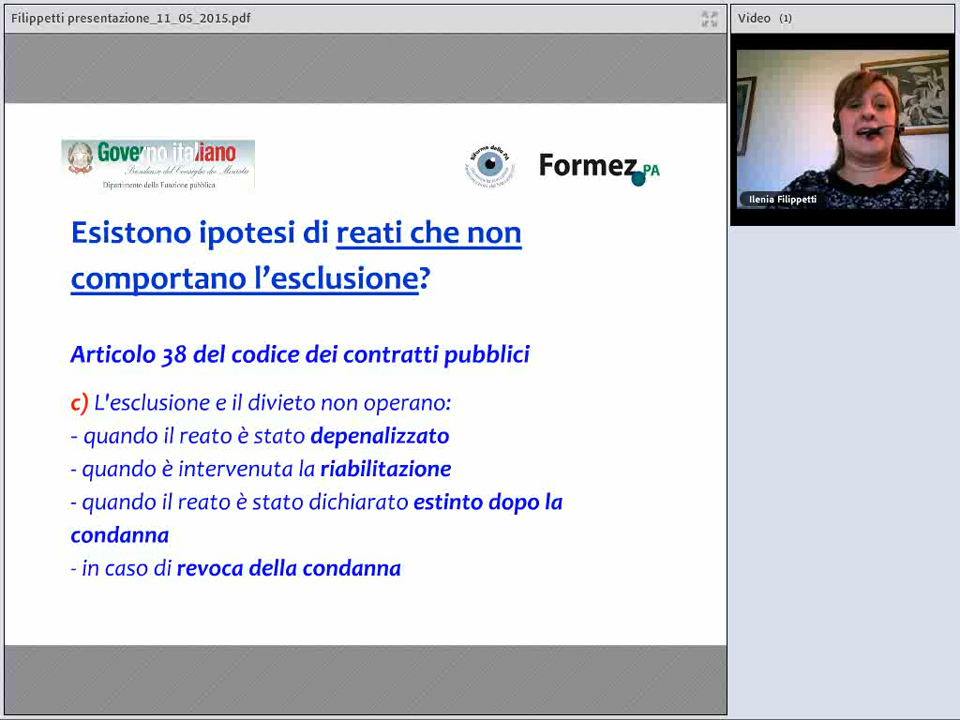 Filippetti presentazione_11_05_2015.pdf
Video (1)
Governo italiano
Presidenza del Consiglio dei Ministri
Dipartimento della Funzione pubblica
Riforma della PA
Formez PA
Ilenia Filippetti
Esistono ipotesi di reati che non
comportano l’esclusione?
Articolo 38 del codice dei contratti pubblici
c) L'esclusione e il divieto non operano:
- quando il reato è stato depenalizzato
- quando è intervenuta la riabilitazione
- quando il reato è stato dichiarato estinto dopo la
condanna
- in caso di revoca della condanna